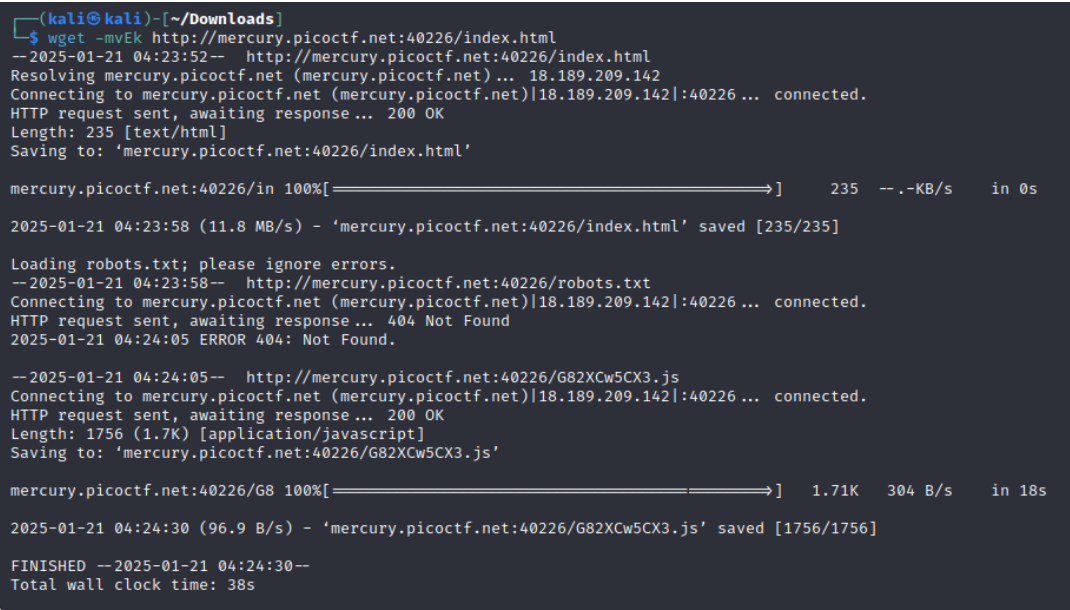 ┌──(kali㉿kali)-[~/Downloads]
└─$ wget -mvEk http://mercury.picoctf.net:40226/index.html
--2025-01-21 04:23:52--  http://mercury.picoctf.net:40226/index.html
Resolving mercury.picoctf.net (mercury.picoctf.net)... 18.189.209.142
Connecting to mercury.picoctf.net (mercury.picoctf.net)|18.189.209.142|:40226... connected.
HTTP request sent, awaiting response... 200 OK
Length: 235 [text/html]
Saving to: ‘mercury.picoctf.net:40226/index.html’
mercury.picoctf.net:40226/in 100%[===========================================>]     235  --.-KB/s    in 0s
2025-01-21 04:23:58 (11.8 MB/s) - ‘mercury.picoctf.net:40226/index.html’ saved [235/235]
Loading robots.txt; please ignore errors.
--2025-01-21 04:23:58--  http://mercury.picoctf.net:40226/robots.txt
Connecting to mercury.picoctf.net (mercury.picoctf.net)|18.189.209.142|:40226... connected.
HTTP request sent, awaiting response... 404 Not Found
2025-01-21 04:24:05 ERROR 404: Not Found.
--2025-01-21 04:24:05--  http://mercury.picoctf.net:40226/G82XCw5CX3.js
Connecting to mercury.picoctf.net (mercury.picoctf.net)|18.189.209.142|:40226... connected.
HTTP request sent, awaiting response... 200 OK
Length: 1756 (1.7K) [application/javascript]
Saving to: ‘mercury.picoctf.net:40226/G82XCw5CX3.js’
mercury.picoctf.net:40226/G8 100%[===========================================>]   1.71K   304 B/s    in 18s
2025-01-21 04:24:30 (96.9 B/s) - ‘mercury.picoctf.net:40226/G82XCw5CX3.js’ saved [1756/1756]
FINISHED --2025-01-21 04:24:30--
Total wall clock time: 38s